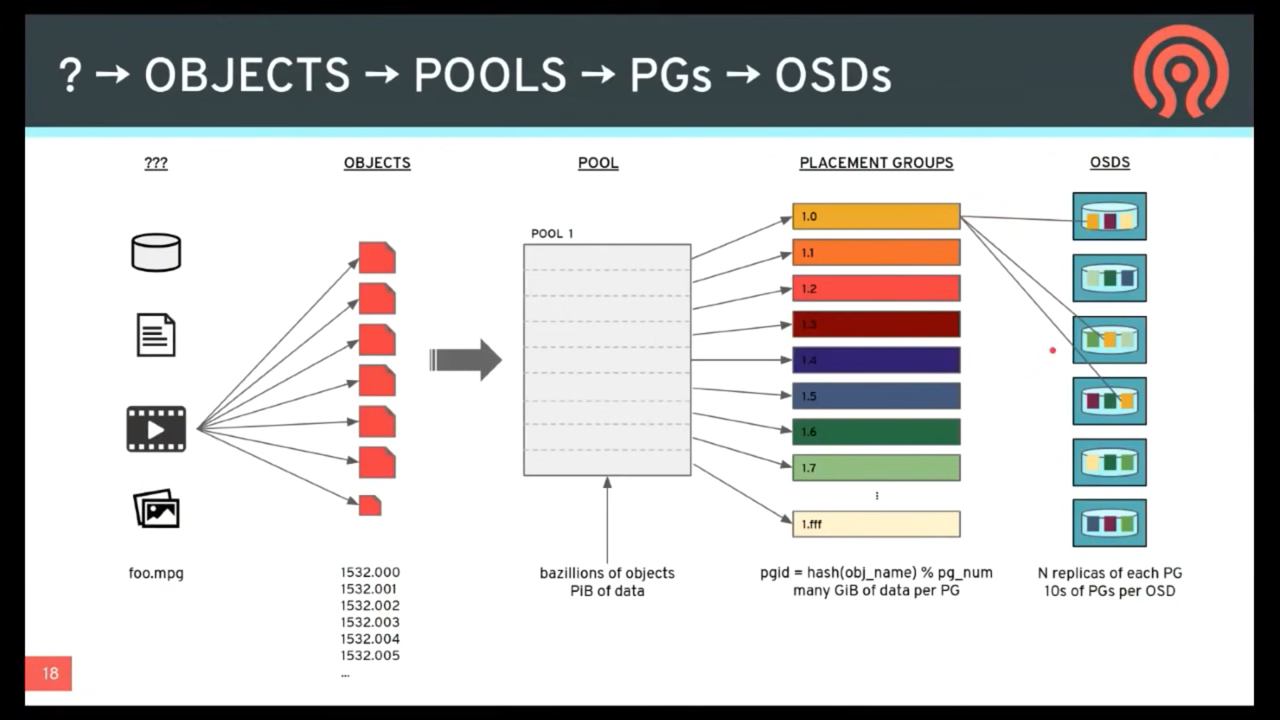 ? → OBJECTS → POOLS → PGs → OSDs
???
OBJECTS
POOL
PLACEMENT GROUPS
OSDS
POOL 1
1.0
1.1
1.2
1.3
1.4
1.5
1.6
1.7
⋮
1.fff
foo.mpg
1532.000
1532.001
1532.002
1532.003
1532.004
1532.005
...
bazillions of objects
PiB of data
pgid = hash(obj_name) % pg_num
many GiB of data per PG
N replicas of each PG
10s of PGs per OSD
18